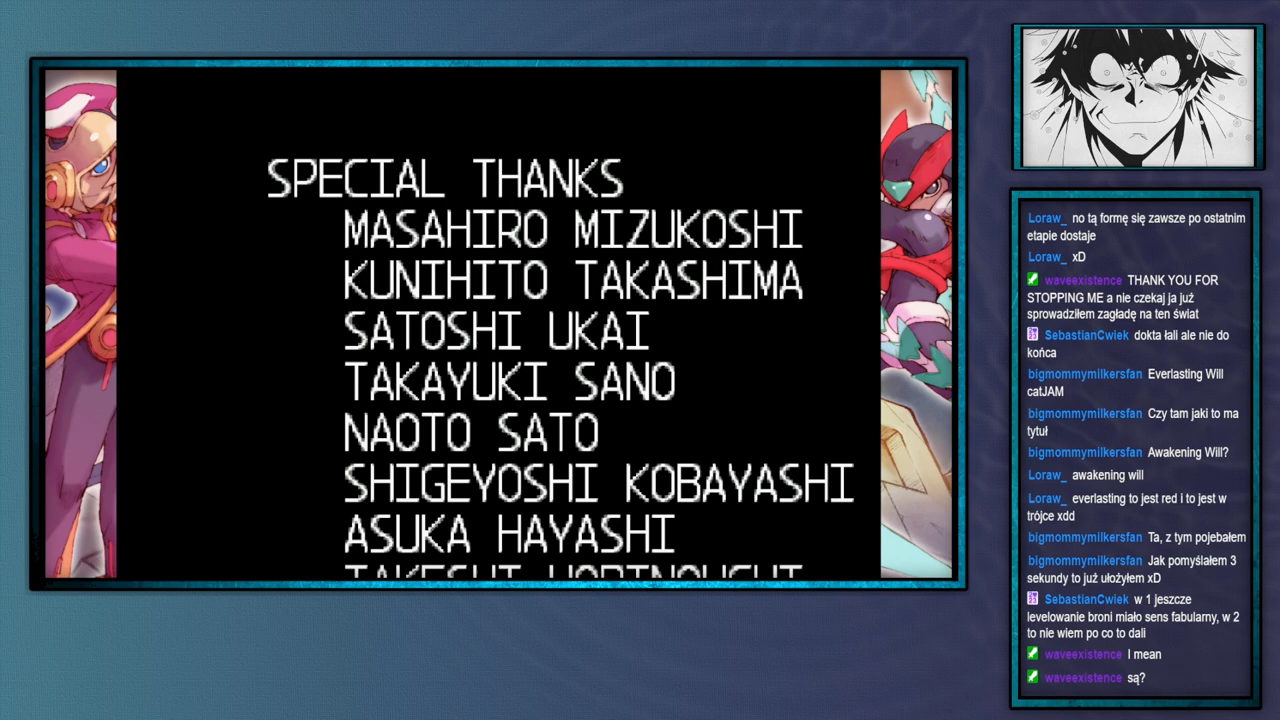 SPECIAL THANKS
MASAHIRO MIZUKOSHI
KUNIHITO TAKASHIMA
SATOSHI UKAI
TAKAYUKI SANO
NAOTO SATO
SHIGEYOSHI KOBAYASHI
ASUKA HAYASHI
Loraw_ no tą formę się zawsze po ostatnim
etapie dostaje
Loraw_ xD
waveexistence THANK YOU FOR
STOPPING ME a nie czekaj ja już
sprowadziłem zagładę na ten świat
SebastianCwiek dokta łali ale nie do
końca
bigmommymilkersfan Everlasting Will
catJAM
bigmommymilkersfan Czy tam jaki to ma
tytuł
bigmommymilkersfan Awakening Will?
Loraw_ awakening will
Loraw_ everlasting to jest red i to jest w
trójce xdd
bigmommymilkersfan Ta, z tym pojebałem
bigmommymilkersfan Jak pomyślałem 3
sekundy to już ułożyłem xD
SebastianCwiek w 1 jeszcze
levelowanie broni miało sens fabularny, w 2
to nie wiem po co to dali
waveexistence I mean
waveexistence są?